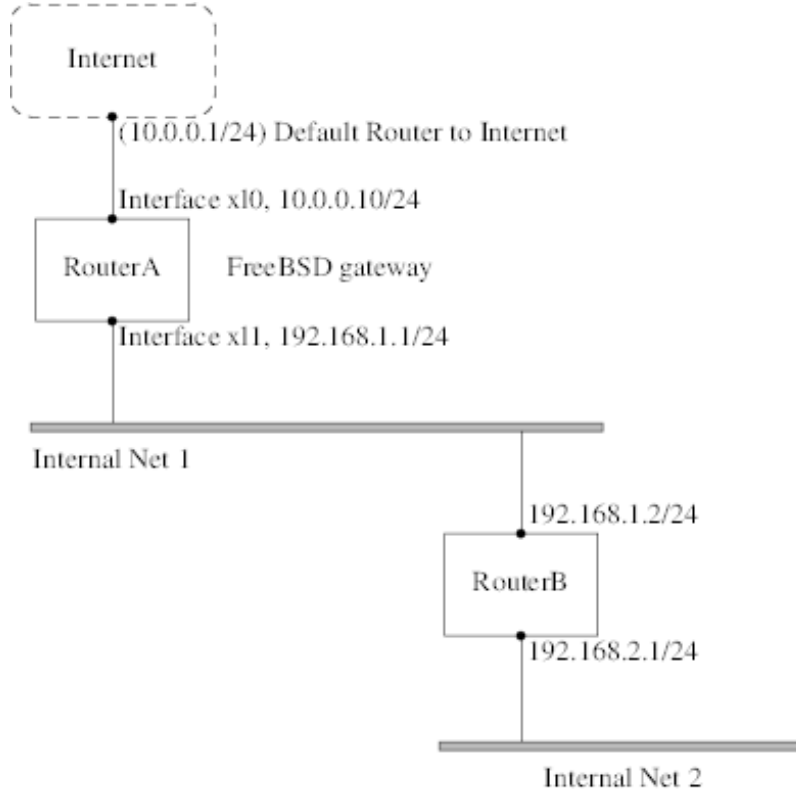 Internet
(10.0.0.1/24) Default Router to Internet
Interface xl0, 10.0.0.10/24
RouterA
FreeBSD gateway
Interface xl1, 192.168.1.1/24
Internal Net 1
192.168.1.2/24
RouterB
192.168.2.1/24
Internal Net 2